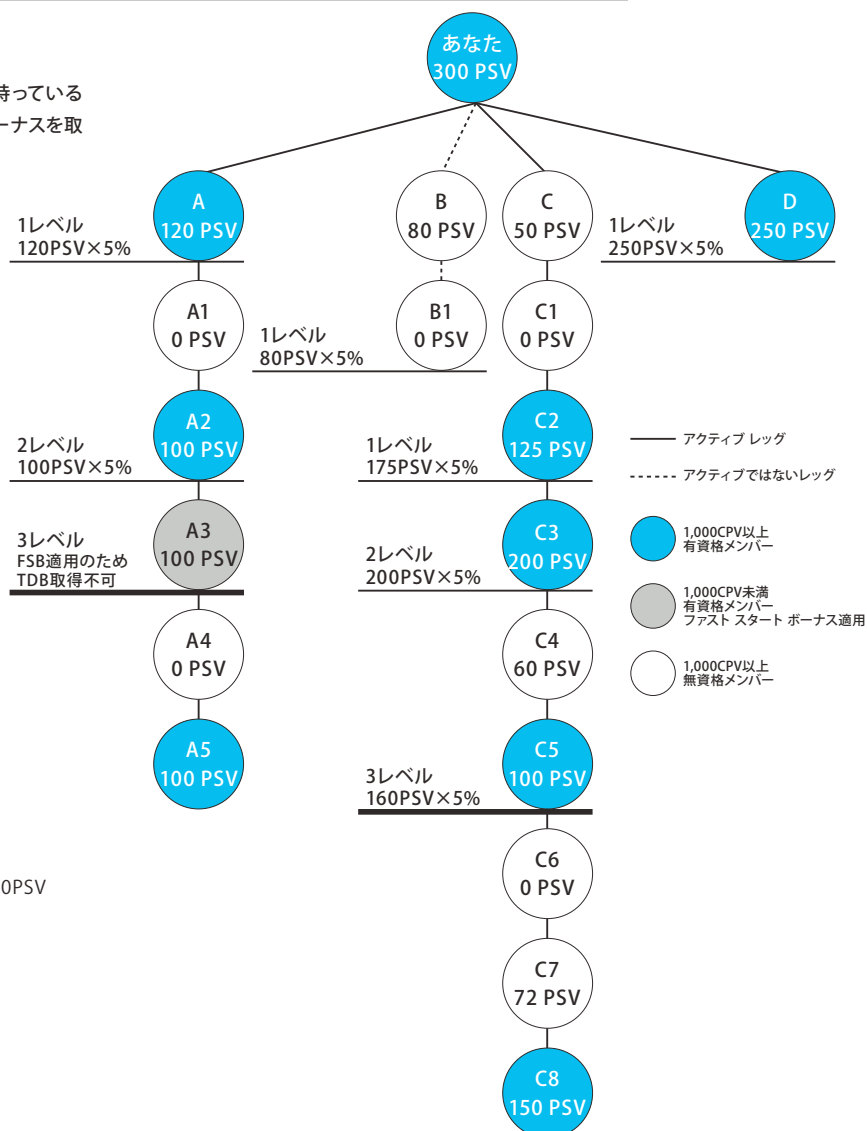 持っている
ーナスを取
あなた
300 PSV
A
120 PSV
1レベル
120PSV×5%
A1
0 PSV
A2
100 PSV
2レベル
100PSV×5%
A3
100 PSV
3レベル
FSB適用のため
TDB取得不可
A4
0 PSV
A5
100 PSV
B
80 PSV
B1
0 PSV
1レベル
80PSV×5%
C
50 PSV
C1
0 PSV
C2
125 PSV
1レベル
175PSV×5%
C3
200 PSV
2レベル
200PSV×5%
C4
60 PSV
C5
100 PSV
3レベル
160PSV×5%
C6
0 PSV
C7
72 PSV
C8
150 PSV
D
250 PSV
1レベル
250PSV×5%
アクティブ レッグ
アクティブではないレッグ
1,000CPV以上
有資格メンバー
1,000CPV未満
有資格メンバー
ファスト スタート ボーナス適用
1,000CPV以上
無資格メンバー
0PSV